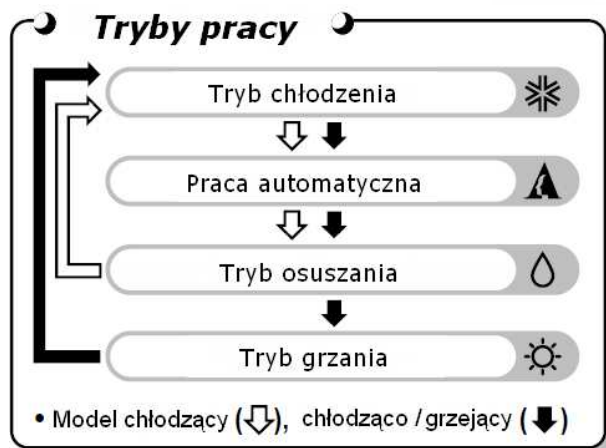 Tryby pracy
Tryb chłodzenia
Praca automatyczna
Tryb osuszania
Tryb grzania
• Model chłodzący (⇩), chłodząco / grzejący (🡇)